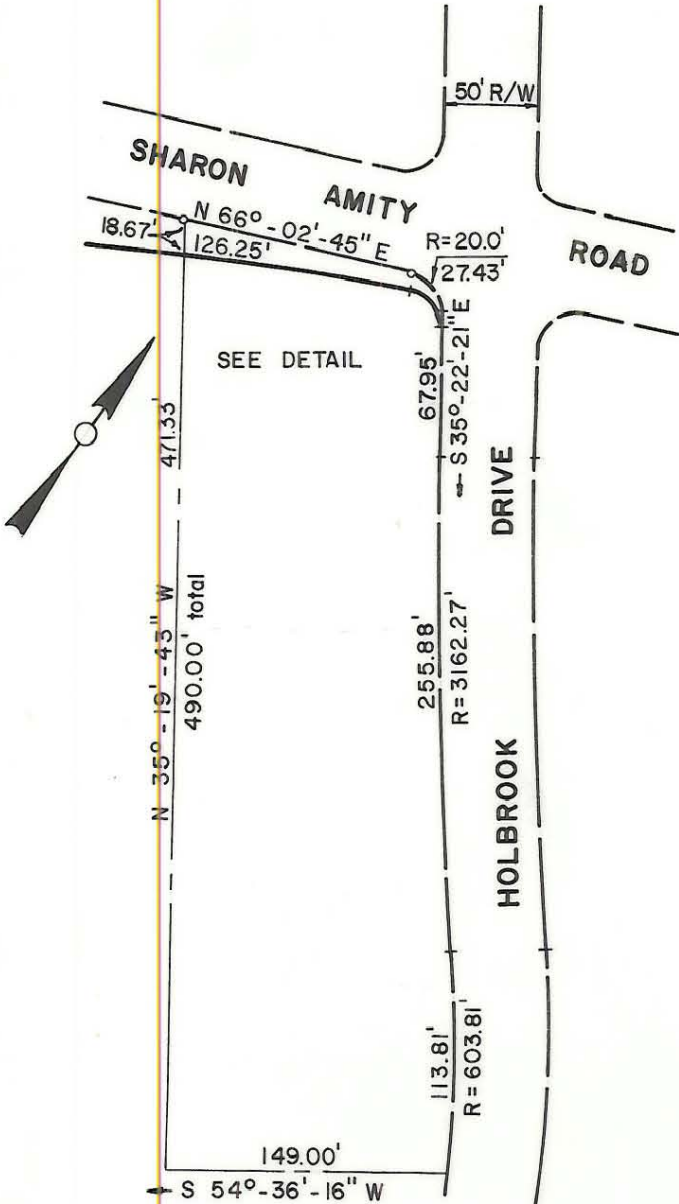 50' R/W
SHARON AMITY ROAD
N 66° - 02' - 45" E
18.67'
126.25'
R=20.0'
27.43'
SEE DETAIL
67.95'
S 35° - 22' - 21" E
471.33'
DRIVE
N 35° - 19' - 43" W
490.00' total
255.88'
R=3162.27'
HOLBROOK
113.81'
R=603.81'
149.00'
S 54° - 36' - 16" W